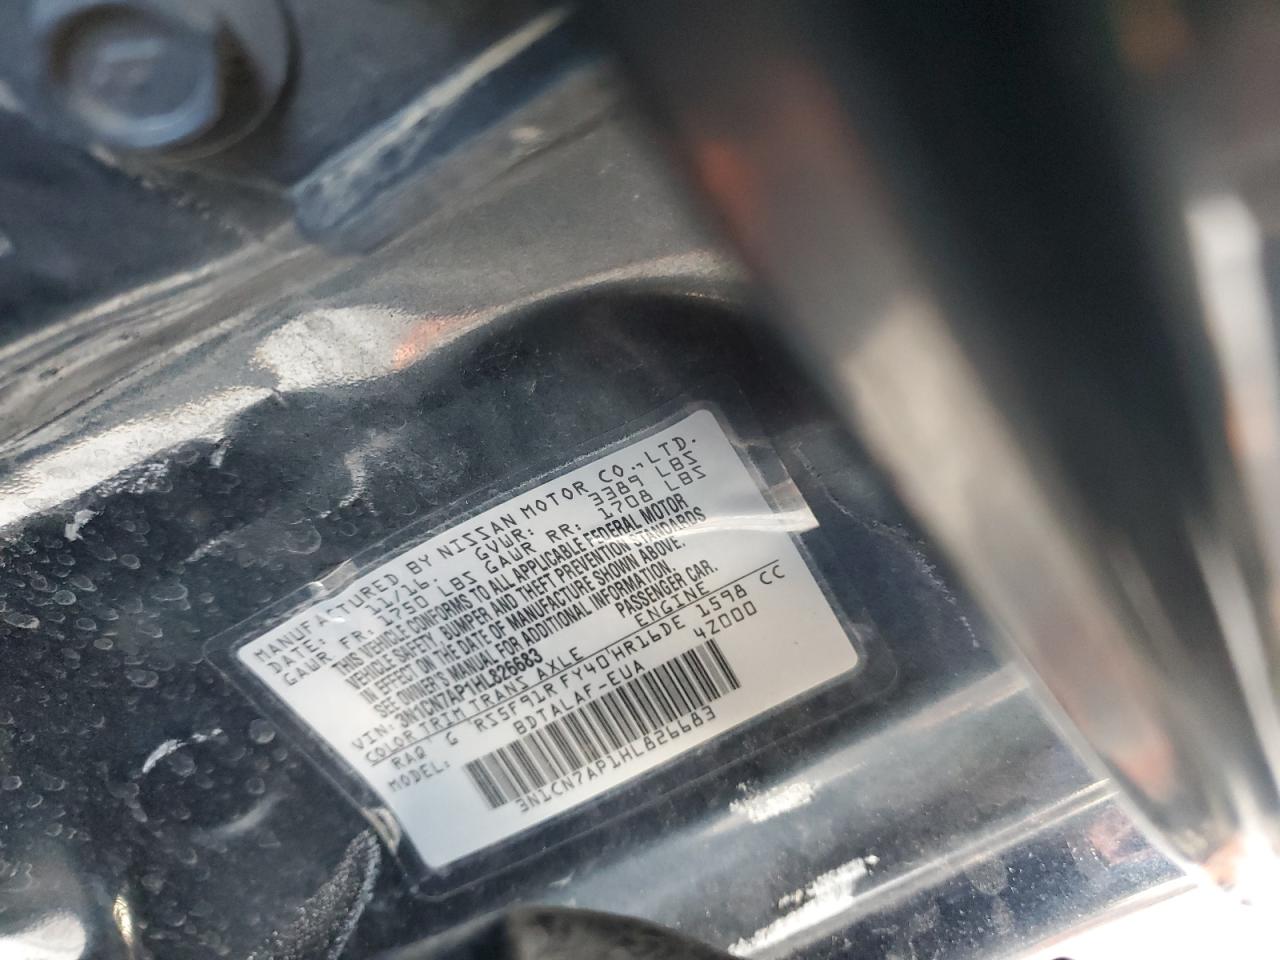 MANUFACTURED BY NISSAN MOTOR CO., LTD.
DATE: 11/16. GVWR: 3389 LBS
GAWR FR: 1750 LBS GAWR RR: 1708 LBS
THIS VEHICLE CONFORMS TO ALL APPLICABLE FEDERAL MOTOR
VEHICLE SAFETY, BUMPER AND THEFT PREVENTION STANDARDS
IN EFFECT ON THE DATE OF MANUFACTURE SHOWN ABOVE.
SEE OWNER'S MANUAL FOR ADDITIONAL INFORMATION.
VIN: 3N1CN7AP1HL826683 PASSENGER CAR.
COLOR TRIM TRANS AXLE ENGINE
RAQ G RS5F91R FY40 HR16DE 1598 CC
MODEL: BDTALAF-EUA 4Z000
3N1CN7AP1HL826683